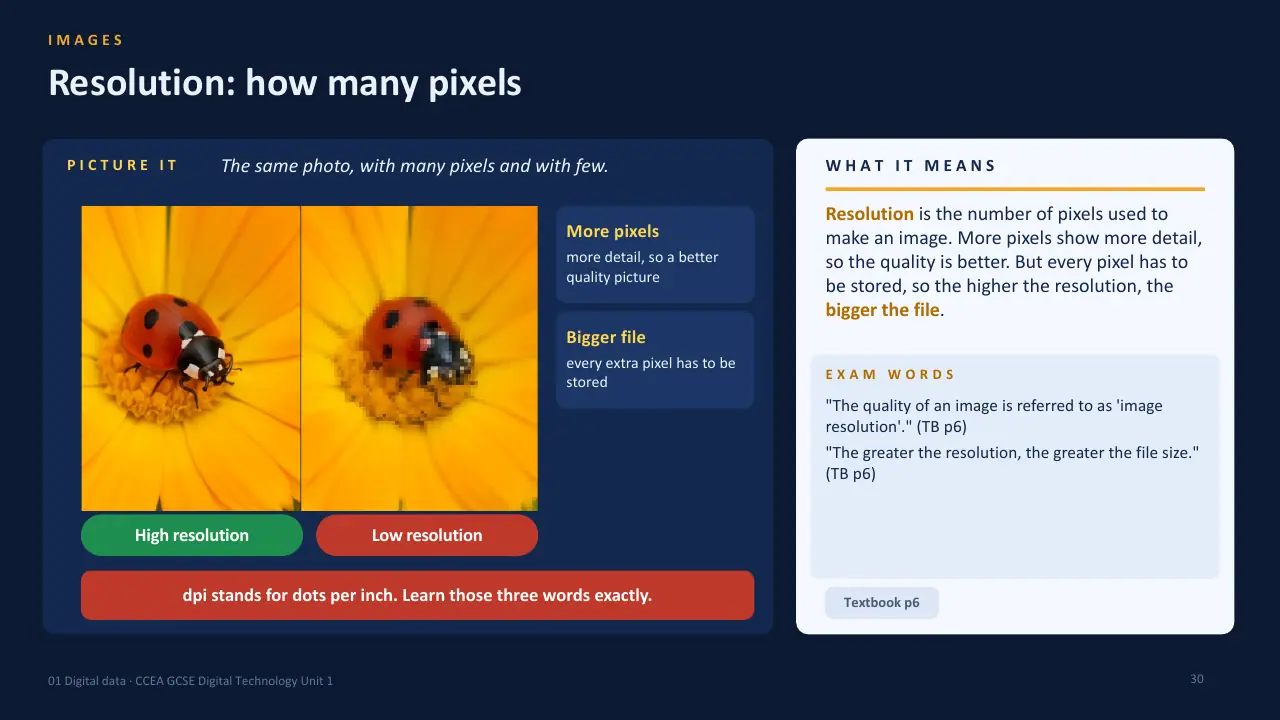 IMAGES
Resolution: how many pixels
PICTURE IT
The same photo, with many pixels and with few.
More pixels
more detail, so a better
quality picture
Bigger file
every extra pixel has to be
stored
High resolution
Low resolution
dpi stands for dots per inch. Learn those three words exactly.
WHAT IT MEANS
Resolution is the number of pixels used to
make an image. More pixels show more detail,
so the quality is better. But every pixel has to
be stored, so the higher the resolution, the
bigger the file.
EXAM WORDS
"The quality of an image is referred to as 'image
resolution'." (TB p6)
"The greater the resolution, the greater the file size."
(TB p6)
Textbook p6
01 Digital data · CCEA GCSE Digital Technology Unit 1
30